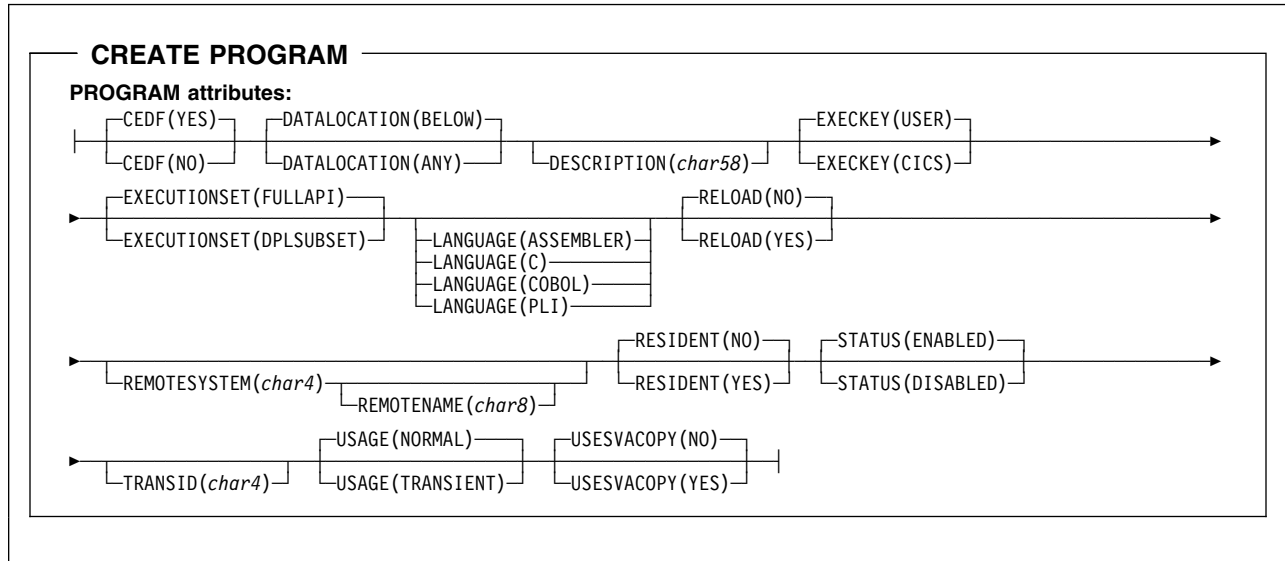 CREATE PROGRAM
PROGRAM attributes:
CEDF(YES) DATALOCATION(BELOW) EXECKEY(USER)
CEDF(NO) DATALOCATION(ANY) DESCRIPTION(char58) EXECKEY(CICS)
EXECUTIONSET(FULLAPI) RELOAD(NO)
EXECUTIONSET(DPLSUBSET) LANGUAGE(ASSEMBLER) RELOAD(YES)
LANGUAGE(C)
LANGUAGE(COBOL)
LANGUAGE(PLI)
RESIDENT(NO) STATUS(ENABLED)
REMOTESYSTEM(char4) RESIDENT(YES) STATUS(DISABLED)
REMOTENAME(char8)
USAGE(NORMAL) USESVACOPY(NO)
TRANSID(char4) USAGE(TRANSIENT) USESVACOPY(YES)